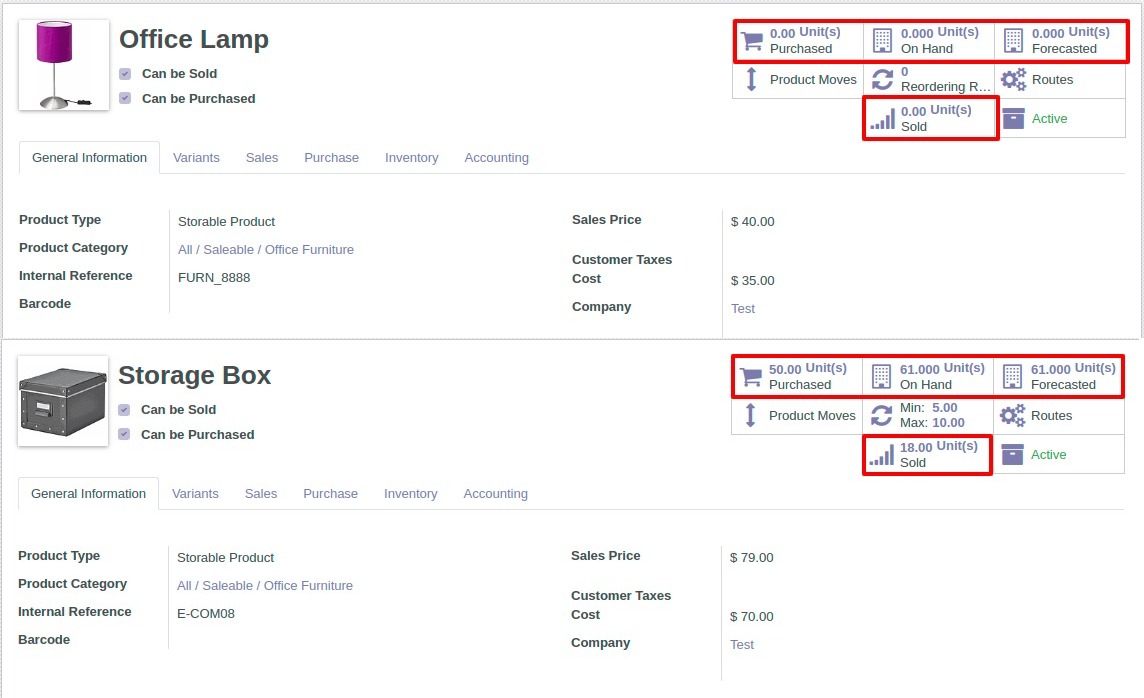 Office Lamp
Can be Sold
Can be Purchased
0.00 Unit(s)
Purchased
0.000 Unit(s)
On Hand
0.000 Unit(s)
Forecasted
Product Moves
0
Reordering R...
Routes
0.00 Unit(s)
Sold
Active
General Information Variants Sales Purchase Inventory Accounting
Product Type Storable Product
Sales Price $ 40.00
Product Category All / Saleable / Office Furniture
Customer Taxes
Internal Reference FURN_8888
Cost $ 35.00
Barcode
Company Test
Storage Box
Can be Sold
Can be Purchased
50.00 Unit(s)
Purchased
61.000 Unit(s)
On Hand
61.000 Unit(s)
Forecasted
Product Moves
Min: 5.00
Max: 10.00
Routes
18.00 Unit(s)
Sold
Active
General Information Variants Sales Purchase Inventory Accounting
Product Type Storable Product
Sales Price $ 79.00
Product Category All / Saleable / Office Furniture
Customer Taxes
Internal Reference E-COM08
Cost $ 70.00
Barcode
Company Test